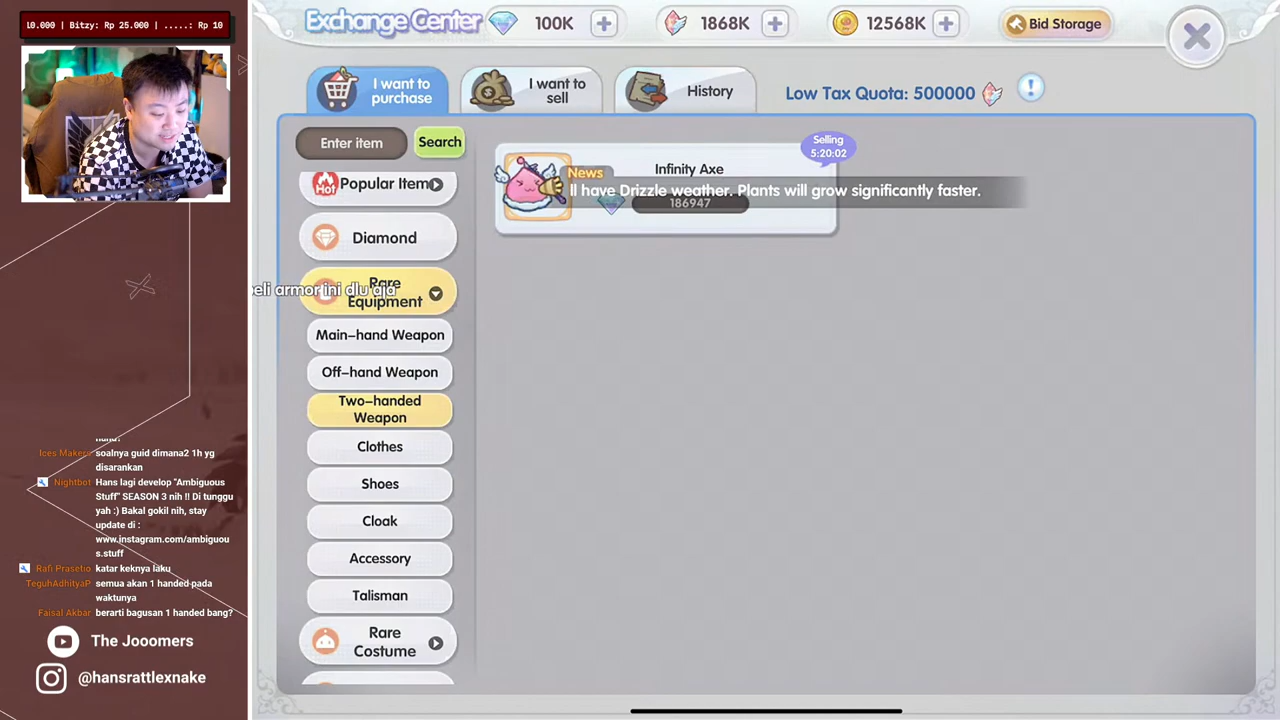 10.000 | Bitzy: Rp 25.000 | .....: Rp 10
Exchange Center
100K
1868K
12568K
Bid Storage
I want to
purchase
I want to
sell
History
Low Tax Quota: 500000
Enter item
Search
Hot
Popular Item
Diamond
Rare
Equipment
eli armor ini dlu aja
Main-hand Weapon
Off-hand Weapon
Two-handed
Weapon
Clothes
Shoes
Cloak
Accessory
Talisman
Rare
Costume
Selling
5:20:02
Infinity Axe
News
ll have Drizzle weather. Plants will grow significantly faster.
186947
Ices Makers soalnya guid dimana2 1h yg
disarankan
Nightbot Hans lagi develop "Ambiguous
Stuff" SEASON 3 nih !! Di tunggu
yah :) Bakal gokil nih, stay
update di :
www.instagram.com/ambiguou
s.stuff
Rafi Prasetio katar keknya laku
TeguhAdhityaP semua akan 1 handed pada
waktunya
Faisal Akbar berarti bagusan 1 handed bang?
The Jooomers
@hansrattlexnake